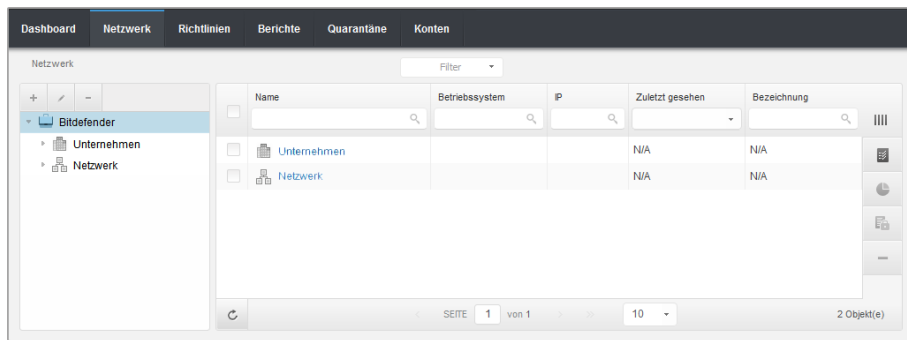 Dashboard Netzwerk Richtlinien Berichte Quarantäne Konten
Netzwerk Filter
Name Betriebssystem IP Zuletzt gesehen Bezeichnung
Bitdefender
Unternehmen
Netzwerk
Unternehmen N/A N/A
Netzwerk N/A N/A
SEITE 1 von 1 10 2 Objekt(e)